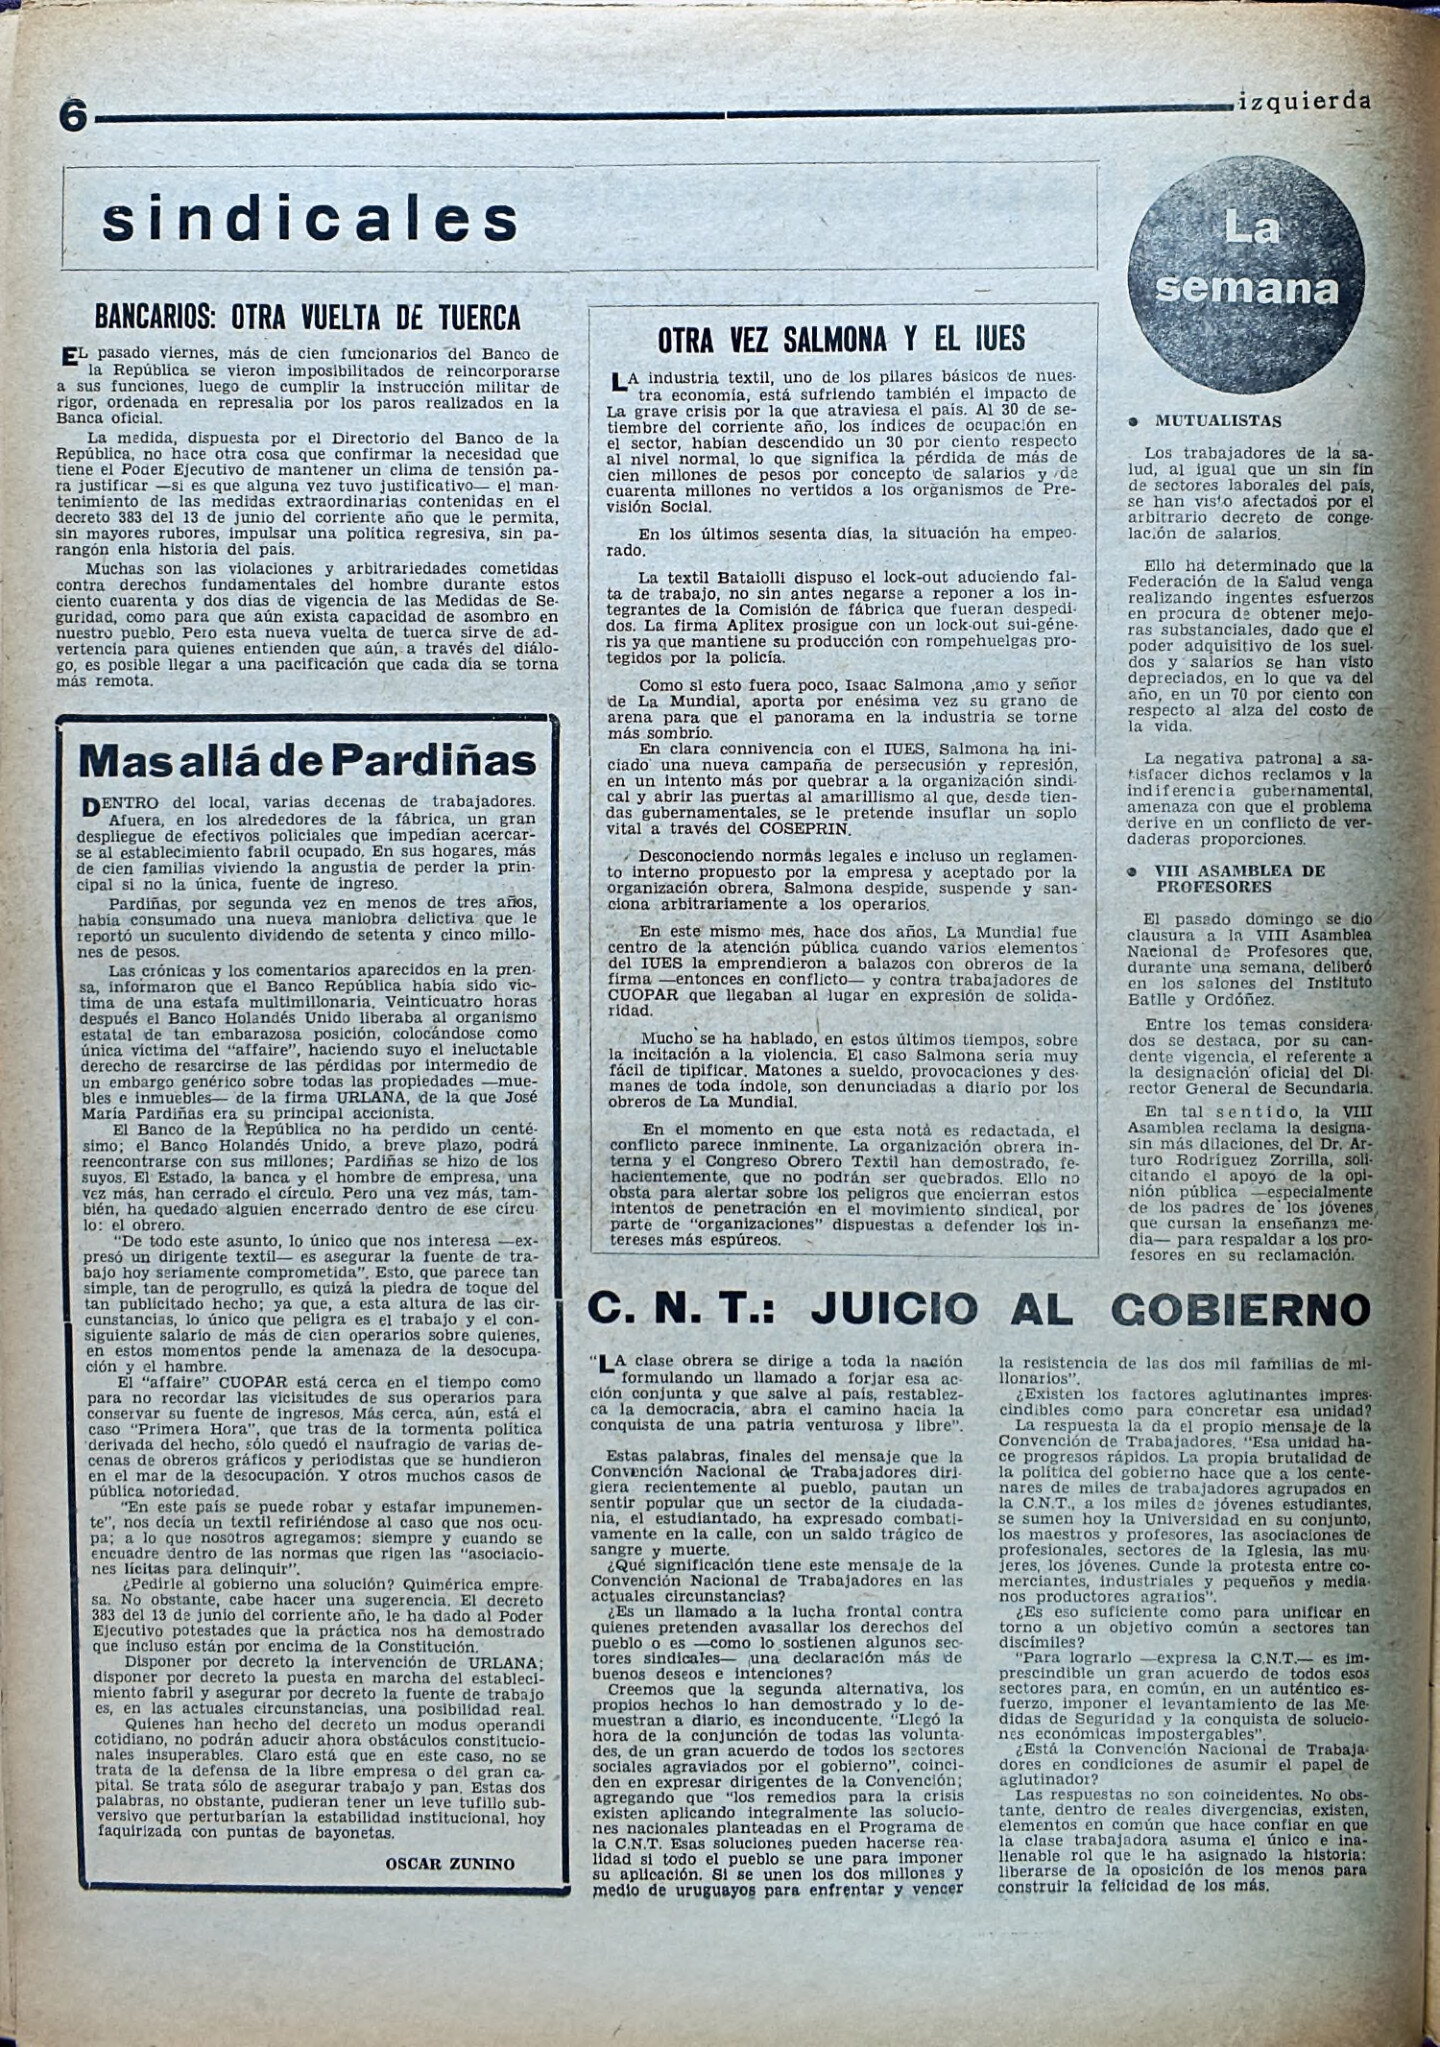 6
izquierda
sindicales
BANCARIOS: OTRA VUELTA DE TUERCA
EL pasado viernes, más de cien funcionarios del Banco de
la República se vieron imposibilitados de reincorporarse
a sus funciones, luego de cumplir la instrucción militar de
rigor, ordenada en represalia por los paros realizados en la
Banca oficial.
La medida, dispuesta por el Directorio del Banco de la
República, no hace otra cosa que confirmar la necesidad que
tiene el Poder Ejecutivo de mantener un clima de tensión pa-
ra justificar —si es que alguna vez tuvo justificativo— el man-
tenimiento de las medidas extraordinarias contenidas en el
decreto 383 del 13 de junio del corriente año que le permita,
sin mayores rubores, impulsar una política regresiva, sin pa-
rangón enla historia del país.
Muchas son las violaciones y arbitrariedades cometidas
contra derechos fundamentales del hombre durante estos
ciento cuarenta y dos días de vigencia de las Medidas de Se-
guridad, como para que aún exista capacidad de asombro en
nuestro pueblo. Pero esta nueva vuelta de tuerca sirve de ad-
vertencia para quienes entienden que aún, a través del diálo-
go, es posible llegar a una pacificación que cada día se torna
más remota.
Mas allá de Pardiñas
DENTRO del local, varias decenas de trabajadores.
Afuera, en los alrededores de la fábrica, un gran
despliegue de efectivos policiales que impedían acercar-
se al establecimiento fabril ocupado. En sus hogares, más
de cien familias viviendo la angustia de perder la prin-
cipal si no la única, fuente de ingreso.
Pardiñas, por segunda vez en menos de tres años,
había consumado una nueva maniobra delictiva que le
reportó un suculento dividendo de setenta y cinco millo-
nes de pesos.
Las crónicas y los comentarios aparecidos en la pren-
sa, informaron que el Banco República había sido víc-
tima de una estafa multimillonaria. Veinticuatro horas
después el Banco Holandés Unido liberaba al organismo
estatal de tan embarazosa posición, colocándose como
única víctima del "affaire", haciendo suyo el ineluctable
derecho de resarcirse de las pérdidas por intermedio de
un embargo genérico sobre todas las propiedades —mue-
bles e inmuebles— de la firma URLANA, de la que José
María Pardiñas era su principal accionista.
El Banco de la República no ha perdido un centé-
simo; el Banco Holandés Unido, a breve plazo, podrá
reencontrarse con sus millones; Pardiñas se hizo de los
suyos. El Estado, la banca y el hombre de empresa, una
vez más, han cerrado el círculo. Pero una vez más, tam-
bién, ha quedado alguien encerrado dentro de ese círcu-
lo: el obrero.
"De todo este asunto, lo único que nos interesa —ex-
presó un dirigente textil— es asegurar la fuente de tra-
bajo hoy seriamente comprometida". Esto, que parece tan
simple, tan de perogrullo, es quizá la piedra de toque del
tan publicitado hecho; ya que, a esta altura de las cir-
cunstancias, lo único que peligra es el trabajo y el con-
siguiente salario de más de cien operarios sobre quienes,
en estos momentos pende la amenaza de la desocupa-
ción y el hambre.
El "affaire" CUOPAR está cerca en el tiempo como
para no recordar las vicisitudes de sus operarios para
conservar su fuente de ingresos. Más cerca, aún, está el
caso "Primera Hora", que tras de la tormenta política
derivada del hecho, sólo quedó el naufragio de varias de-
cenas de obreros gráficos y periodistas que se hundieron
en el mar de la desocupación. Y otros muchos casos de
pública notoriedad.
"En este país se puede robar y estafar impunemen-
te", nos decía un textil refiriéndose al caso que nos ocu-
pa; a lo que nosotros agregamos: siempre y cuando se
encuadre dentro de las normas que rigen las "asociacio-
nes lícitas para delinquir".
¿Pedirle al gobierno una solución? Quimérica empre-
sa. No obstante, cabe hacer una sugerencia. El decreto
383 del 13 de junio del corriente año, le ha dado al Poder
Ejecutivo potestades que la práctica nos ha demostrado
que incluso están por encima de la Constitución.
Disponer por decreto la intervención de URLANA;
disponer por decreto la puesta en marcha del estableci-
miento fabril y asegurar por decreto la fuente de trabajo
es, en las actuales circunstancias, una posibilidad real.
Quienes han hecho del decreto un modus operandi
cotidiano, no podrán aducir ahora obstáculos constitucio-
nales insuperables. Claro está que en este caso, no se
trata de la defensa de la libre empresa o del gran ca-
pital. Se trata sólo de asegurar trabajo y pan. Estas dos
palabras, no obstante, pudieran tener un leve tufillo sub-
versivo que perturbarían la estabilidad institucional, hoy
faquirizada con puntas de bayonetas.
OSCAR ZUNINO
OTRA VEZ SALMONA Y EL IUES
LA industria textil, uno de los pilares básicos de nues-
tra economía, está sufriendo también el impacto de
La grave crisis por la que atraviesa el país. Al 30 de se-
tiembre del corriente año, los índices de ocupación en
el sector, habían descendido un 30 por ciento respecto
al nivel normal, lo que significa la pérdida de más de
cien millones de pesos por concepto de salarios y de
cuarenta millones no vertidos a los organismos de Pre-
visión Social.
En los últimos sesenta días, la situación ha empeo-
rado.
La textil Bataiolli dispuso el lock-out aduciendo fal-
ta de trabajo, no sin antes negarse a reponer a los in-
tegrantes de la Comisión de fábrica que fueran despedi-
dos. La firma Aplitex prosigue con un lock-out sui-géne-
ris ya que mantiene su producción con rompehuelgas pro-
tegidos por la policía.
Como si esto fuera poco, Isaac Salmona ,amo y señor
de La Mundial, aporta por enésima vez su grano de
arena para que el panorama en la industria se torne
más sombrío.
En clara connivencia con el IUES, Salmona ha ini-
ciado una nueva campaña de persecusión y represión,
en un intento más por quebrar a la organización sindi-
cal y abrir las puertas al amarillismo al que, desde tien-
das gubernamentales, se le pretende insuflar un soplo
vital a través del COSEPRIN.
Desconociendo normas legales e incluso un reglamen-
to interno propuesto por la empresa y aceptado por la
organización obrera, Salmona despide, suspende y san-
ciona arbitrariamente a los operarios.
En este mismo mes, hace dos años, La Mundial fue
centro de la atención pública cuando varios elementos
del IUES la emprendieron a balazos con obreros de la
firma —entonces en conflicto— y contra trabajadores de
CUOPAR que llegaban al lugar en expresión de solida-
ridad.
Mucho se ha hablado, en estos últimos tiempos, sobre
la incitación a la violencia. El caso Salmona sería muy
fácil de tipificar. Matones a sueldo, provocaciones y des-
manes de toda índole, son denunciadas a diario por los
obreros de La Mundial.
En el momento en que esta nota es redactada, el
conflicto parece inminente. La organización obrera in-
terna y el Congreso Obrero Textil han demostrado, fe-
hacientemente, que no podrán ser quebrados. Ello no
obsta para alertar sobre los peligros que encierran estos
intentos de penetración en el movimiento sindical, por
parte de "organizaciones" dispuestas a defender los in-
tereses más espúreos.
La
semana
• MUTUALISTAS
Los trabajadores de la sa-
lud, al igual que un sin fin
de sectores laborales del país,
se han visto afectados por el
arbitrario decreto de conge-
lación de salarios.
Ello ha determinado que la
Federación de la Salud venga
realizando ingentes esfuerzos
en procura de obtener mejo-
ras substanciales, dado que el
poder adquisitivo de los suel-
dos y salarios se han visto
depreciados, en lo que va del
año, en un 70 por ciento con
respecto al alza del costo de
la vida.
La negativa patronal a sa-
tisfacer dichos reclamos y la
indiferencia gubernamental,
amenaza con que el problema
derive en un conflicto de ver-
daderas proporciones.
• VIII ASAMBLEA DE
PROFESORES
El pasado domingo se dio
clausura a la VIII Asamblea
Nacional de Profesores que,
durante una semana, deliberó
en los salones del Instituto
Batlle y Ordóñez.
Entre los temas considera-
dos se destaca, por su can-
dente vigencia, el referente a
la designación oficial del Di-
rector General de Secundaria.
En tal sentido, la VIII
Asamblea reclama la designa-
sin más dilaciones, del Dr. Ar-
turo Rodríguez Zorrilla, soli-
citando el apoyo de la opi-
nión pública —especialmente
de los padres de los jóvenes
que cursan la enseñanza me-
dia— para respaldar a los pro-
fesores en su reclamación.
C. N. T.: JUICIO AL GOBIERNO
"LA clase obrera se dirige a toda la nación
formulando un llamado a forjar esa ac-
ción conjunta y que salve al país, restablez-
ca la democracia, abra el camino hacia la
conquista de una patria venturosa y libre".
Estas palabras, finales del mensaje que la
Convención Nacional de Trabajadores diri-
giera recientemente al pueblo, pautan un
sentir popular que un sector de la ciudada-
nía, el estudiantado, ha expresado combati-
vamente en la calle, con un saldo trágico de
sangre y muerte.
¿Qué significación tiene este mensaje de la
Convención Nacional de Trabajadores en las
actuales circunstancias?
¿Es un llamado a la lucha frontal contra
quienes pretenden avasallar los derechos del
pueblo o es —como lo sostienen algunos sec-
tores sindicales— una declaración más de
buenos deseos e intenciones?
Creemos que la segunda alternativa, los
propios hechos lo han demostrado y lo de-
muestran a diario, es inconducente. "Llegó la
hora de la conjunción de todas las volunta-
des, de un gran acuerdo de todos los sectores
sociales agraviados por el gobierno", coinci-
den en expresar dirigentes de la Convención;
agregando que "los remedios para la crisis
existen aplicando integralmente las solucio-
nes nacionales planteadas en el Programa de
la C.N.T. Esas soluciones pueden hacerse rea-
lidad si todo el pueblo se une para imponer
su aplicación. Si se unen los dos millones y
medio de uruguayos para enfrentar y vencer
la resistencia de las dos mil familias de mi-
llonarios".
¿Existen los factores aglutinantes impres-
cindibles como para concretar esa unidad?
La respuesta la da el propio mensaje de la
Convención de Trabajadores. "Esa unidad ha-
ce progresos rápidos. La propia brutalidad de
la política del gobierno hace que a los cente-
nares de miles de trabajadores agrupados en
la C.N.T., a los miles de jóvenes estudiantes,
se sumen hoy la Universidad en su conjunto,
los maestros y profesores, las asociaciones de
profesionales, sectores de la Iglesia, las mu-
jeres, los jóvenes. Cunde la protesta entre co-
merciantes, industriales y pequeños y media-
nos productores agrarios".
¿Es eso suficiente como para unificar en
torno a un objetivo común a sectores tan
discímiles?
"Para lograrlo —expresa la C.N.T.— es im-
prescindible un gran acuerdo de todos esos
sectores para, en común, en un auténtico es-
fuerzo, imponer el levantamiento de las Me-
didas de Seguridad y la conquista de solucio-
nes económicas impostergables".
¿Está la Convención Nacional de Trabaja-
dores en condiciones de asumir el papel de
aglutinador?
Las respuestas no son coincidentes. No obs-
tante, dentro de reales divergencias, existen,
elementos en común que hace confiar en que
la clase trabajadora asuma el único e ina-
lienable rol que le ha asignado la historia:
liberarse de la oposición de los menos para
construir la felicidad de los más.